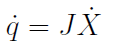 q̇ = JẊ